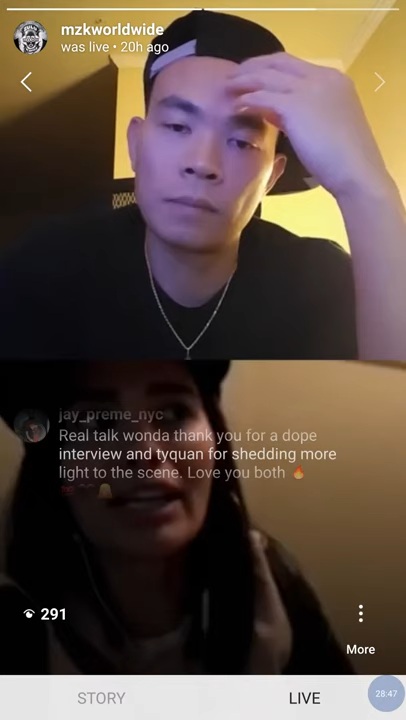 mzkworldwide
was live • 20h ago
jay_preme_nyc
Real talk wonda thank you for a dope
interview and tyquan for shedding more
light to the scene. Love you both 🔥
291
More
STORY LIVE
28:47